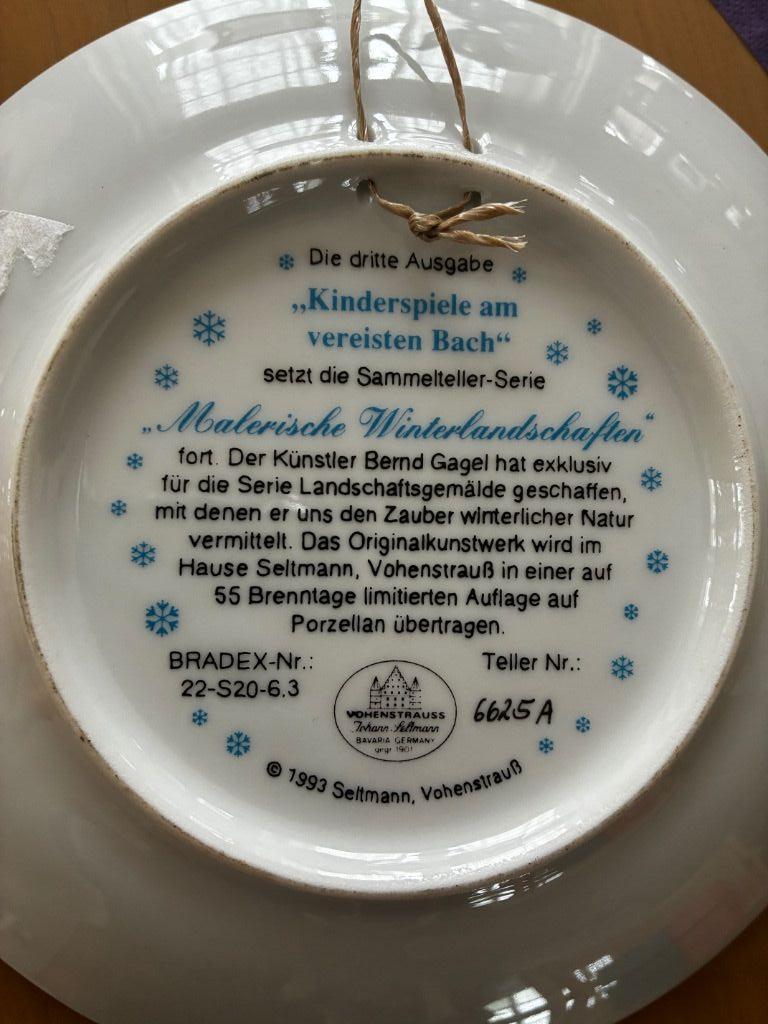 Die dritte Ausgabe
„Kinderspiele am
vereisten Bach“
setzt die Sammelteller-Serie
„Malerische Winterlandschaften“
fort. Der Künstler Bernd Gagel hat exklusiv
für die Serie Landschaftsgemälde geschaffen,
mit denen er uns den Zauber winterlicher Natur
vermittelt. Das Originalkunstwerk wird im
Hause Seltmann, Vohenstrauß in einer auf
55 Brenntage limitierten Auflage auf
Porzellan übertragen.
BRADEX-Nr.:
22-S20-6.3
VOHENSTRAUSS
Johann Seltmann
BAVARIA GERMANY
gegr 1901
Teller Nr.:
6625A
© 1993 Seltmann, Vohenstrauß